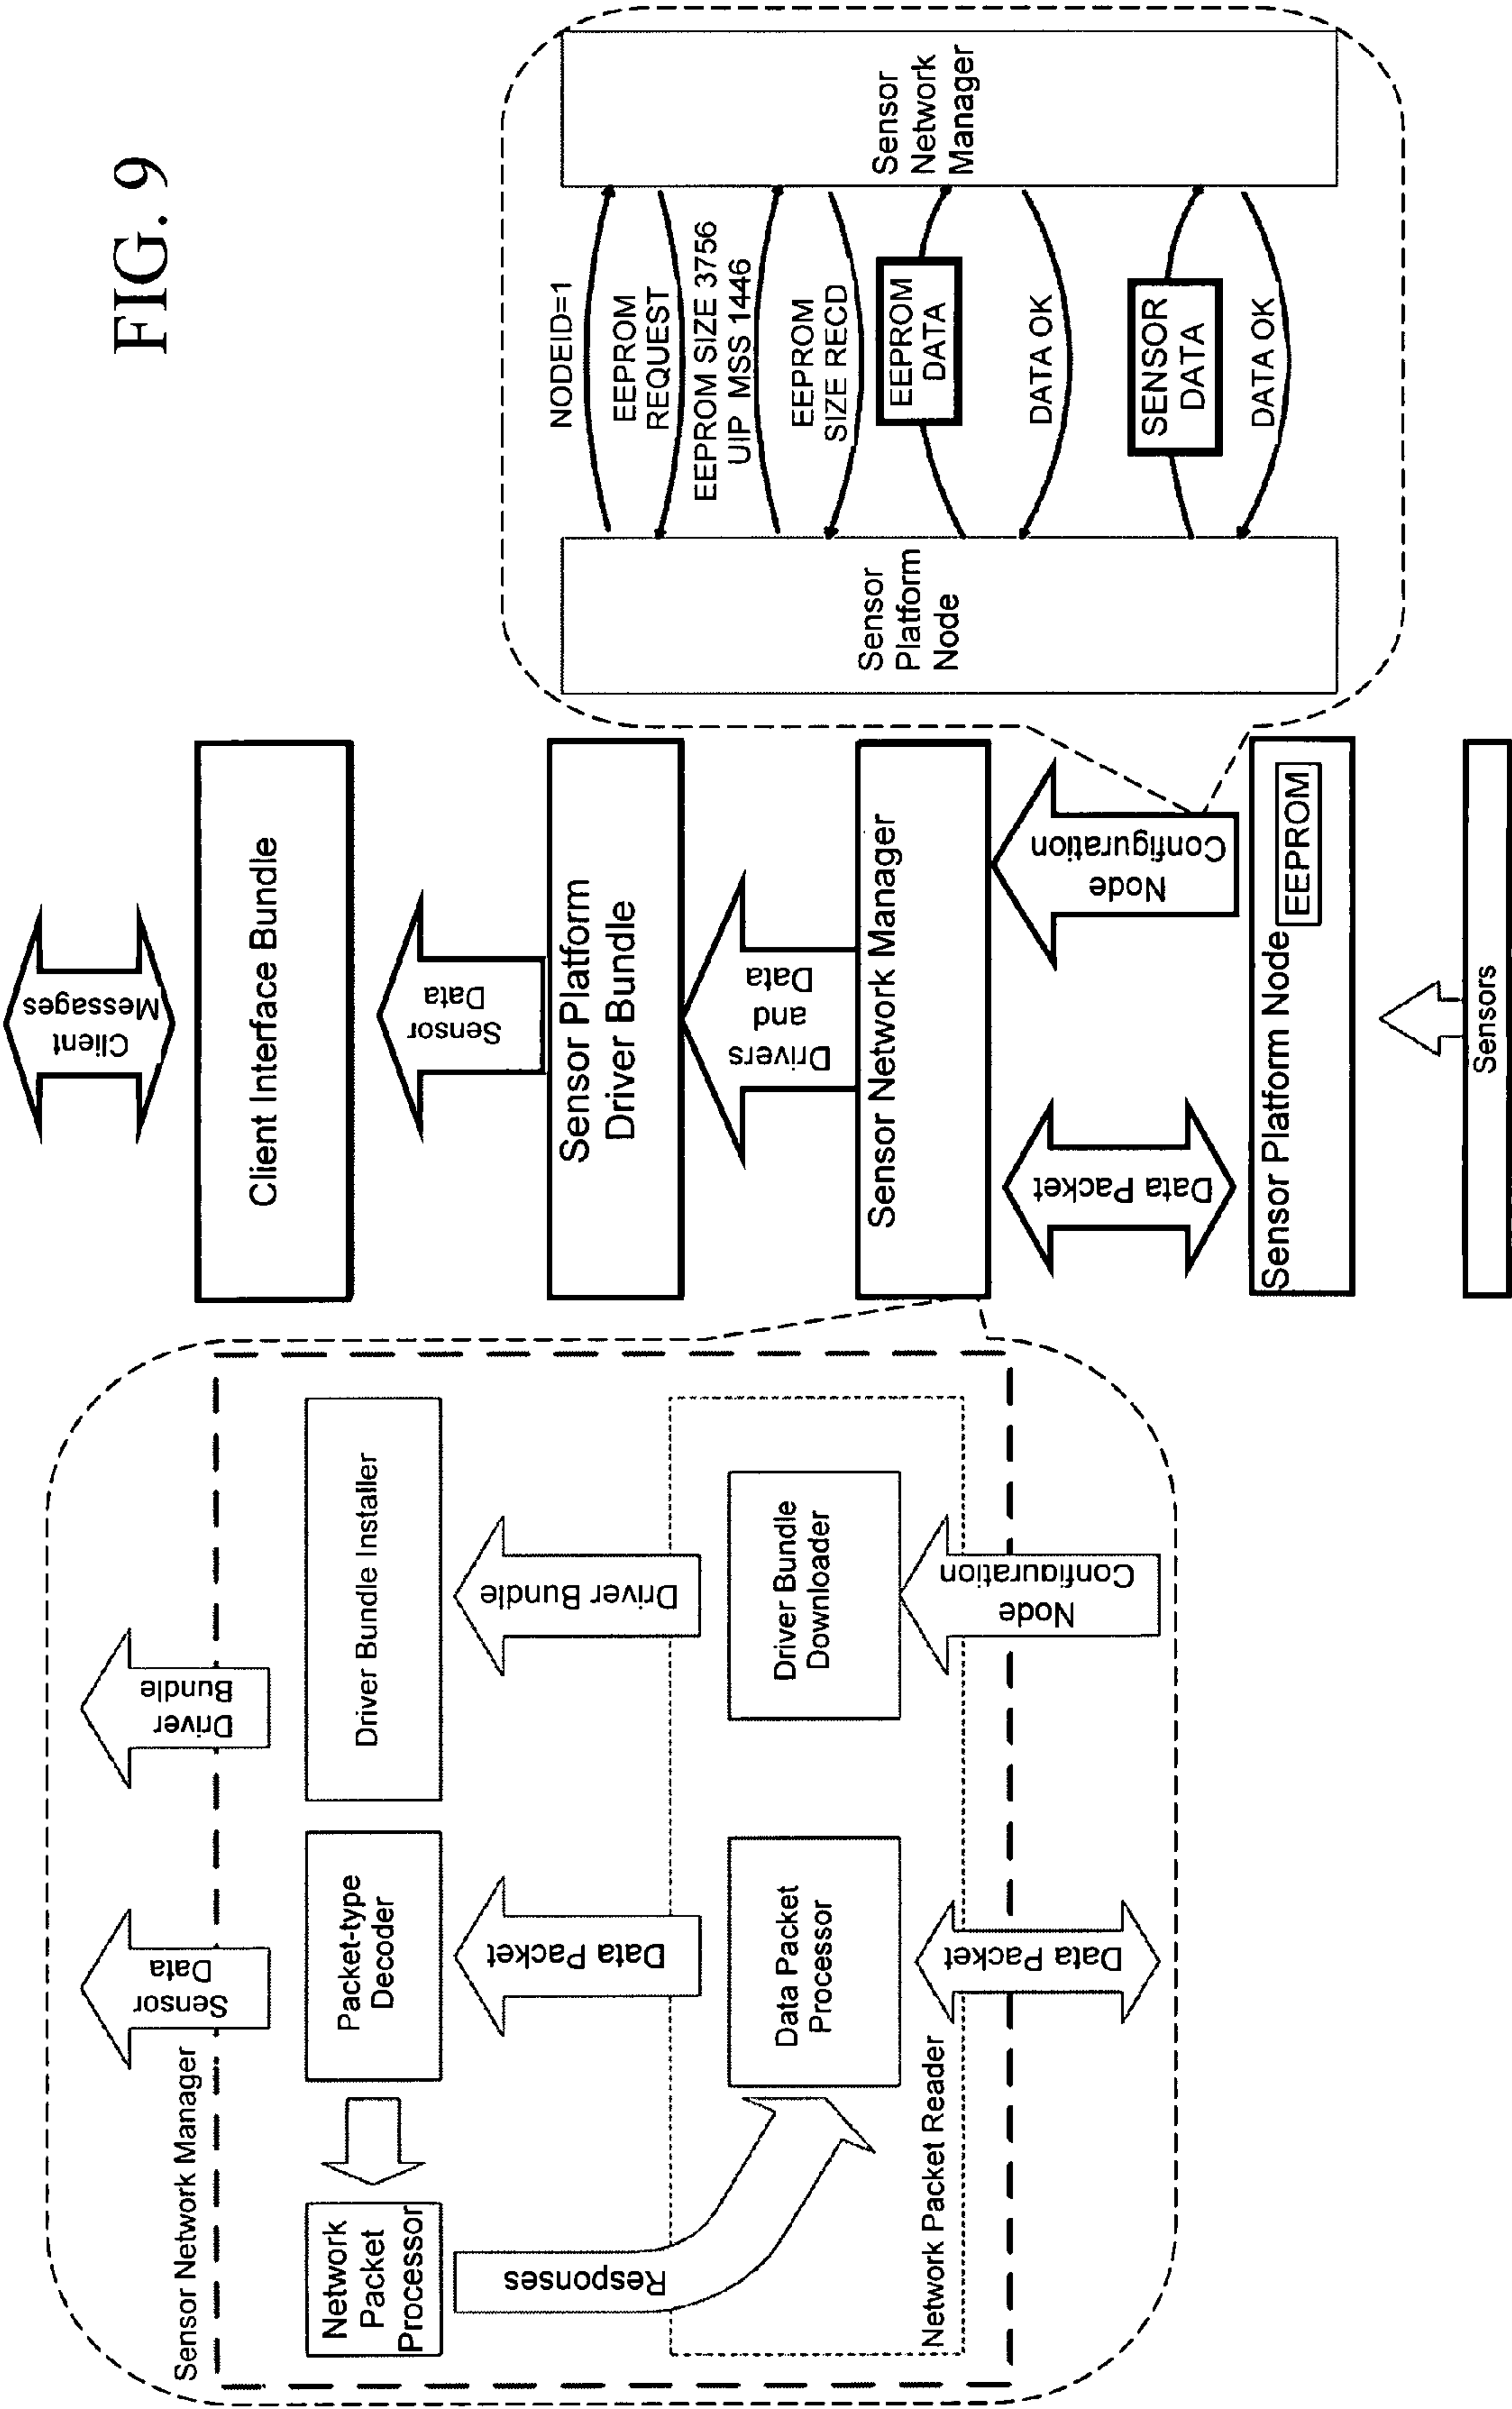 FIG. 9
Sensor Network Manager
Sensor
Data
Driver
Bundle
Network
Packet
Processor
Packet-type
Decoder
Driver Bundle Installer
Responses
Data Packet
Driver Bundle
Data Packet
Processor
Driver Bundle
Downloader
Network Packet Reader
Data Packet
Node
Configuration
Client
Messages
Client Interface Bundle
Sensor
Data
Sensor Platform
Driver Bundle
Drivers
and
Data
Sensor Network Manager
Data Packet
Node
Configuration
Sensor Platform Node
EEPROM
Sensors
Sensor
Platform
Node
NODEID=1
EEPROM
REQUEST
EEPROM SIZE 3756
UIP MSS 1446
EEPROM
SIZE RECD
EEPROM
DATA
DATA OK
SENSOR
DATA
DATA OK
Sensor
Network
Manager